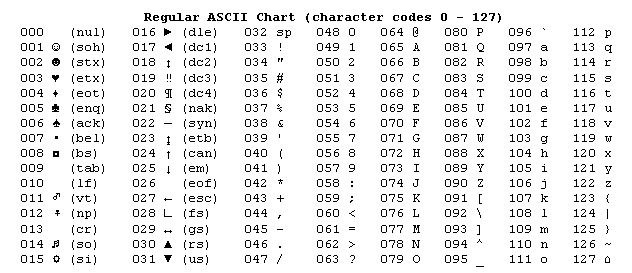 Regular ASCII Chart (character codes 0 - 127)
000 (nul) 016 ► (dle) 032 sp 048 0 064 @ 080 P 096 ` 112 p
001 ☺ (soh) 017 ◄ (dc1) 033 ! 049 1 065 A 081 Q 097 a 113 q
002 ☻ (stx) 018 ↕ (dc2) 034 " 050 2 066 B 082 R 098 b 114 r
003 ♥ (etx) 019 ‼ (dc3) 035 # 051 3 067 C 083 S 099 c 115 s
004 ♦ (eot) 020 ¶ (dc4) 036 $ 052 4 068 D 084 T 100 d 116 t
005 ♣ (enq) 021 § (nak) 037 % 053 5 069 E 085 U 101 e 117 u
006 ♠ (ack) 022 ▬ (syn) 038 & 054 6 070 F 086 V 102 f 118 v
007 • (bel) 023 ↨ (etb) 039 ' 055 7 071 G 087 W 103 g 119 w
008 ◘ (bs) 024 ↑ (can) 040 ( 056 8 072 H 088 X 104 h 120 x
009 (tab) 025 ↓ (em) 041 ) 057 9 073 I 089 Y 105 i 121 y
010 (lf) 026 (eof) 042 * 058 : 074 J 090 Z 106 j 122 z
011 ♂ (vt) 027 ← (esc) 043 + 059 ; 075 K 091 [ 107 k 123 {
012 ♀ (np) 028 ∟ (fs) 044 , 060 < 076 L 092 \ 108 l 124 |
013 (cr) 029 ↔ (gs) 045 - 061 = 077 M 093 ] 109 m 125 }
014 ♫ (so) 030 ▲ (rs) 046 . 062 > 078 N 094 ^ 110 n 126 ~
015 ☼ (si) 031 ▼ (us) 047 / 063 ? 079 O 095 _ 111 o 127 ⌂